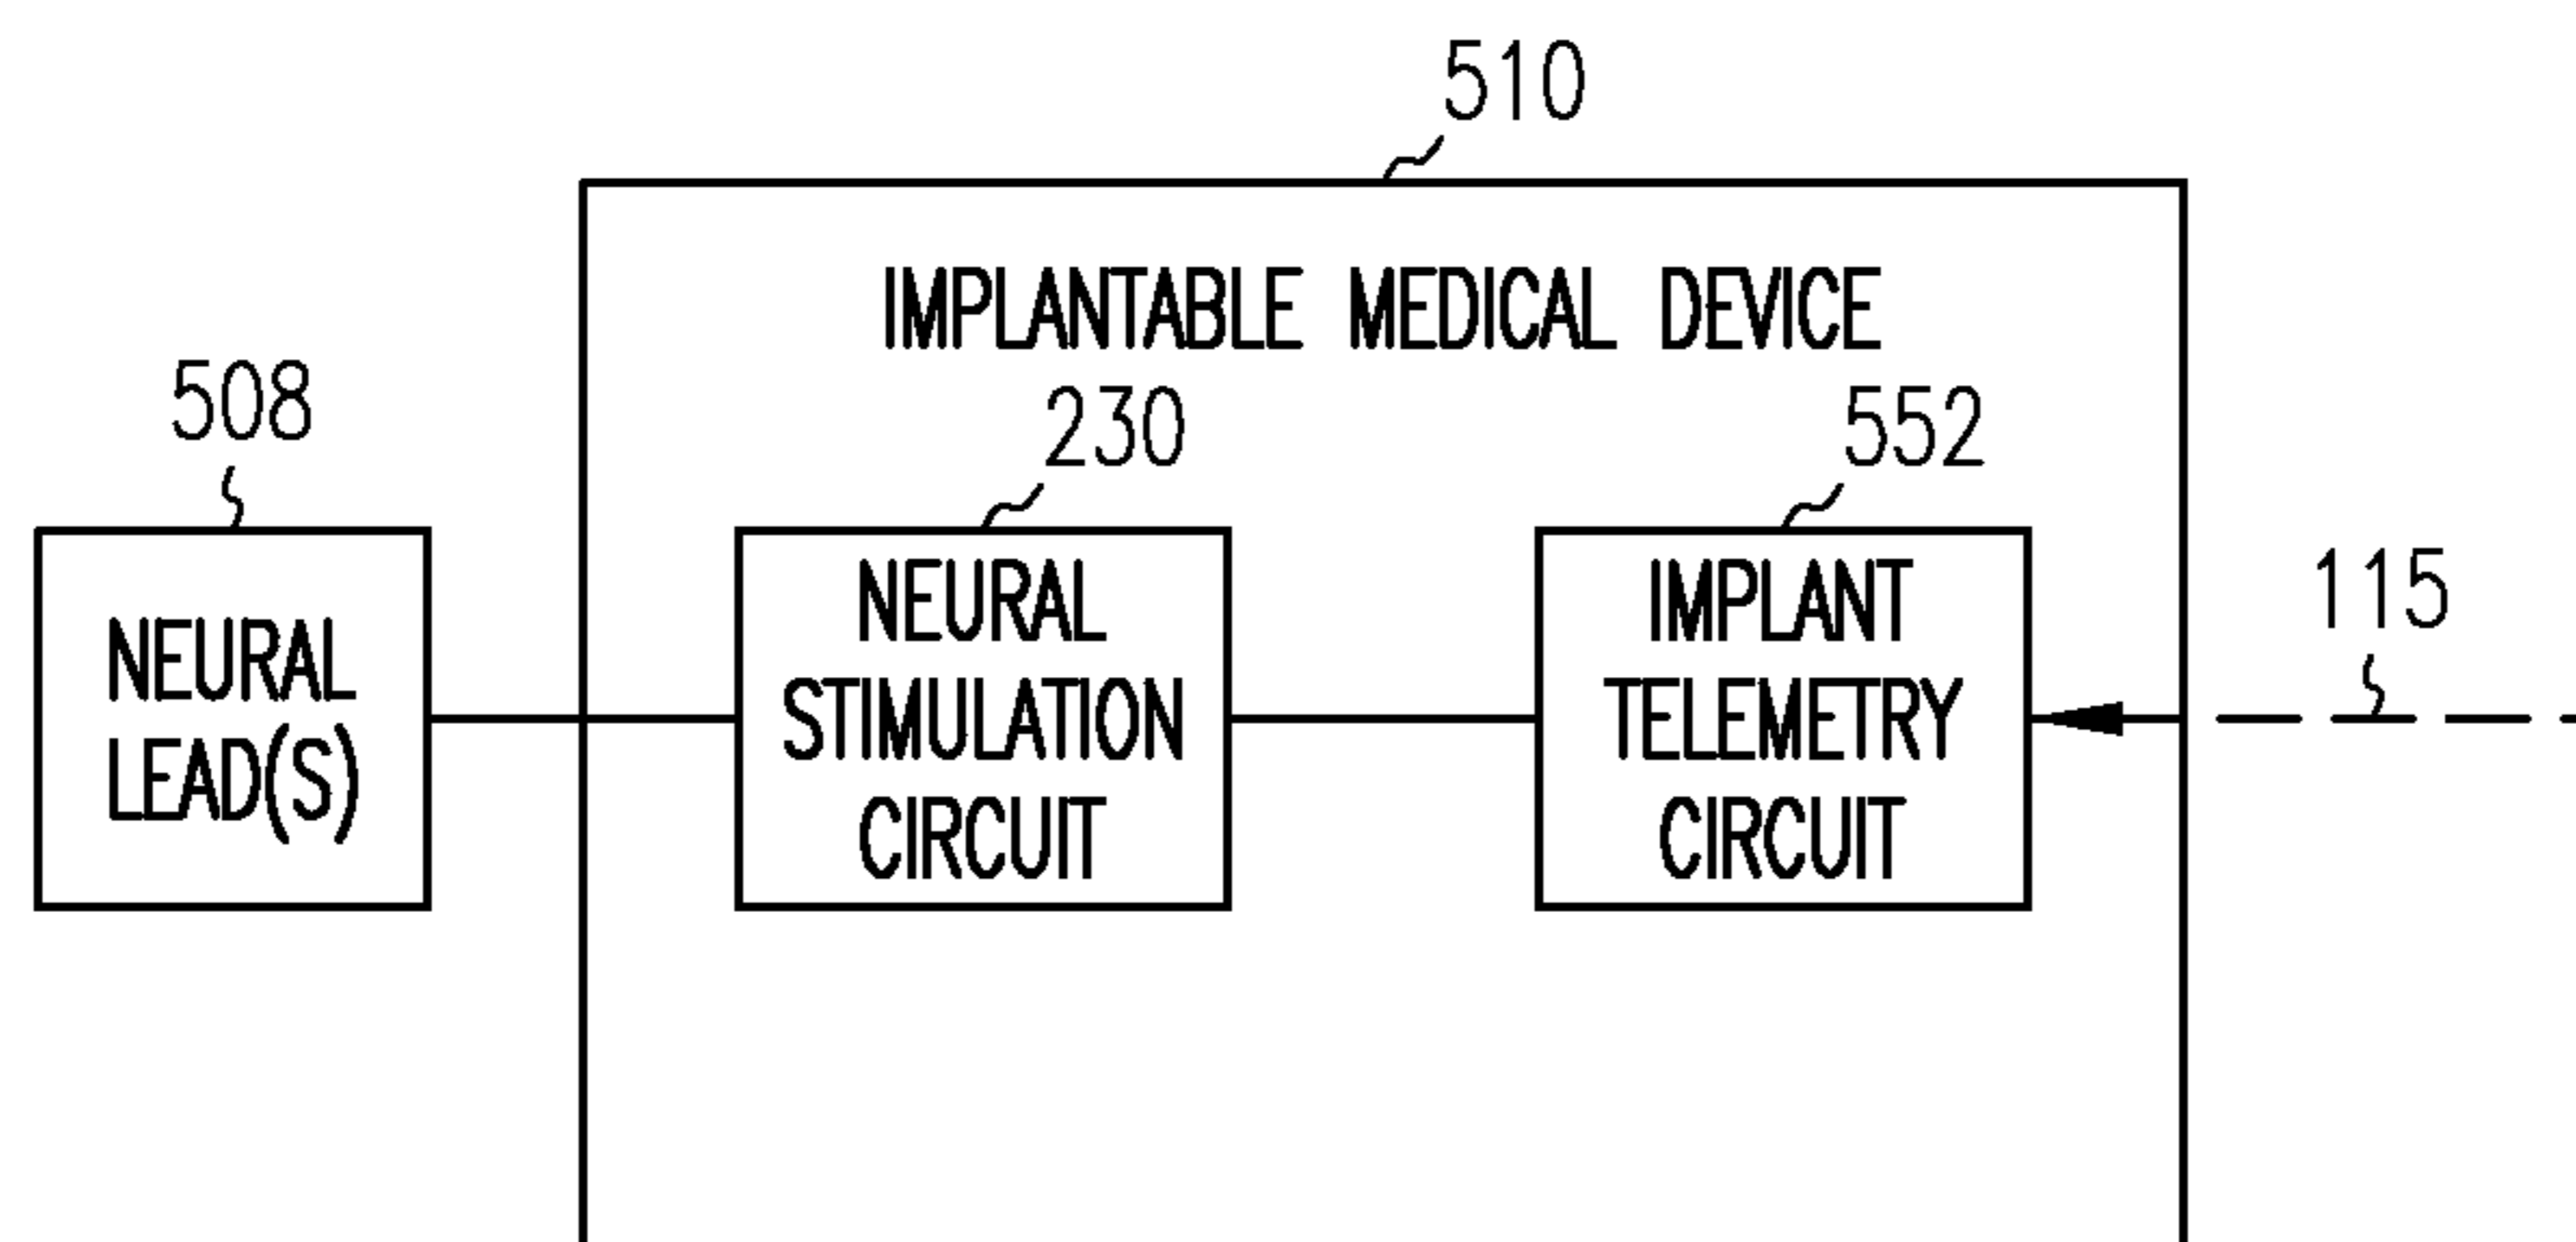 510
IMPLANTABLE MEDICAL DEVICE
508
230
552
NEURAL
LEAD(S)
NEURAL
STIMULATION
CIRCUIT
IMPLANT
TELEMETRY
CIRCUIT
115